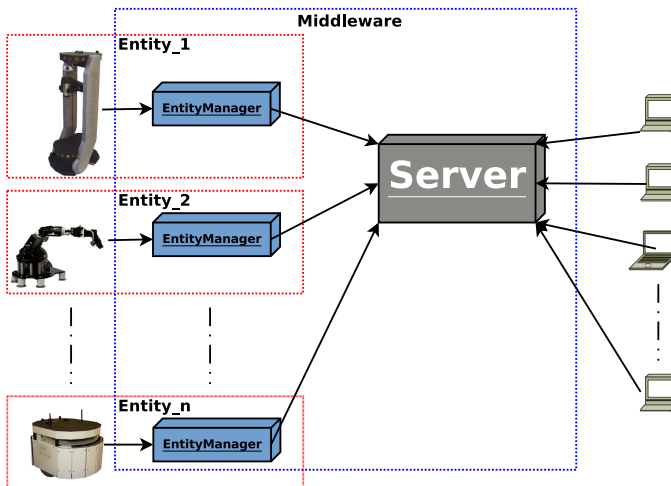 Middleware
Entity_1
EntityManager
Server
Entity_2
EntityManager
Entity_n
EntityManager